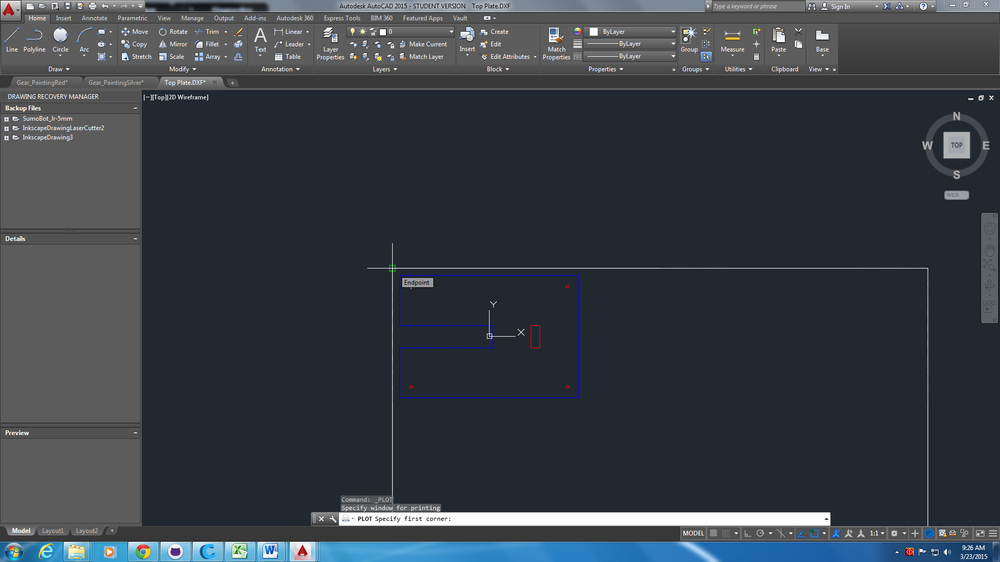 Autodesk AutoCAD 2015 - STUDENT VERSION Top Plate.DXF
Type a keyword or phrase
Sign In
Home Insert Annotate Parametric View Manage Output Add-ins Autodesk 360 Express Tools BIM 360 Featured Apps Vault
Line Polyline Circle Arc
Draw
Move Rotate Trim
Copy Mirror Fillet
Stretch Scale Array
Modify
Text
Linear
Leader
Table
Annotation
Layer Properties
0
Make Current
Match Layer
Layers
Insert
Create
Edit
Edit Attributes
Block
Match Properties
ByLayer
ByLayer
ByLayer
Properties
Group
Groups
Measure
Utilities
Paste
Clipboard
Base
View
Gear_PaintingRed* Gear_PaintingSilver* Top Plate.DXF*
DRAWING RECOVERY MANAGER
Backup Files
SumoBot_Jr-5mm
InkscapeDrawingLaserCutter2
InkscapeDrawing3
Details
Preview
[−][Top][2D Wireframe]
N
W TOP E
S
WCS
Endpoint
Y
X
Command: _PLOT
Specify window for printing
PLOT Specify first corner:
Model Layout1 Layout2
MODEL 1:1
9:26 AM
3/23/2015